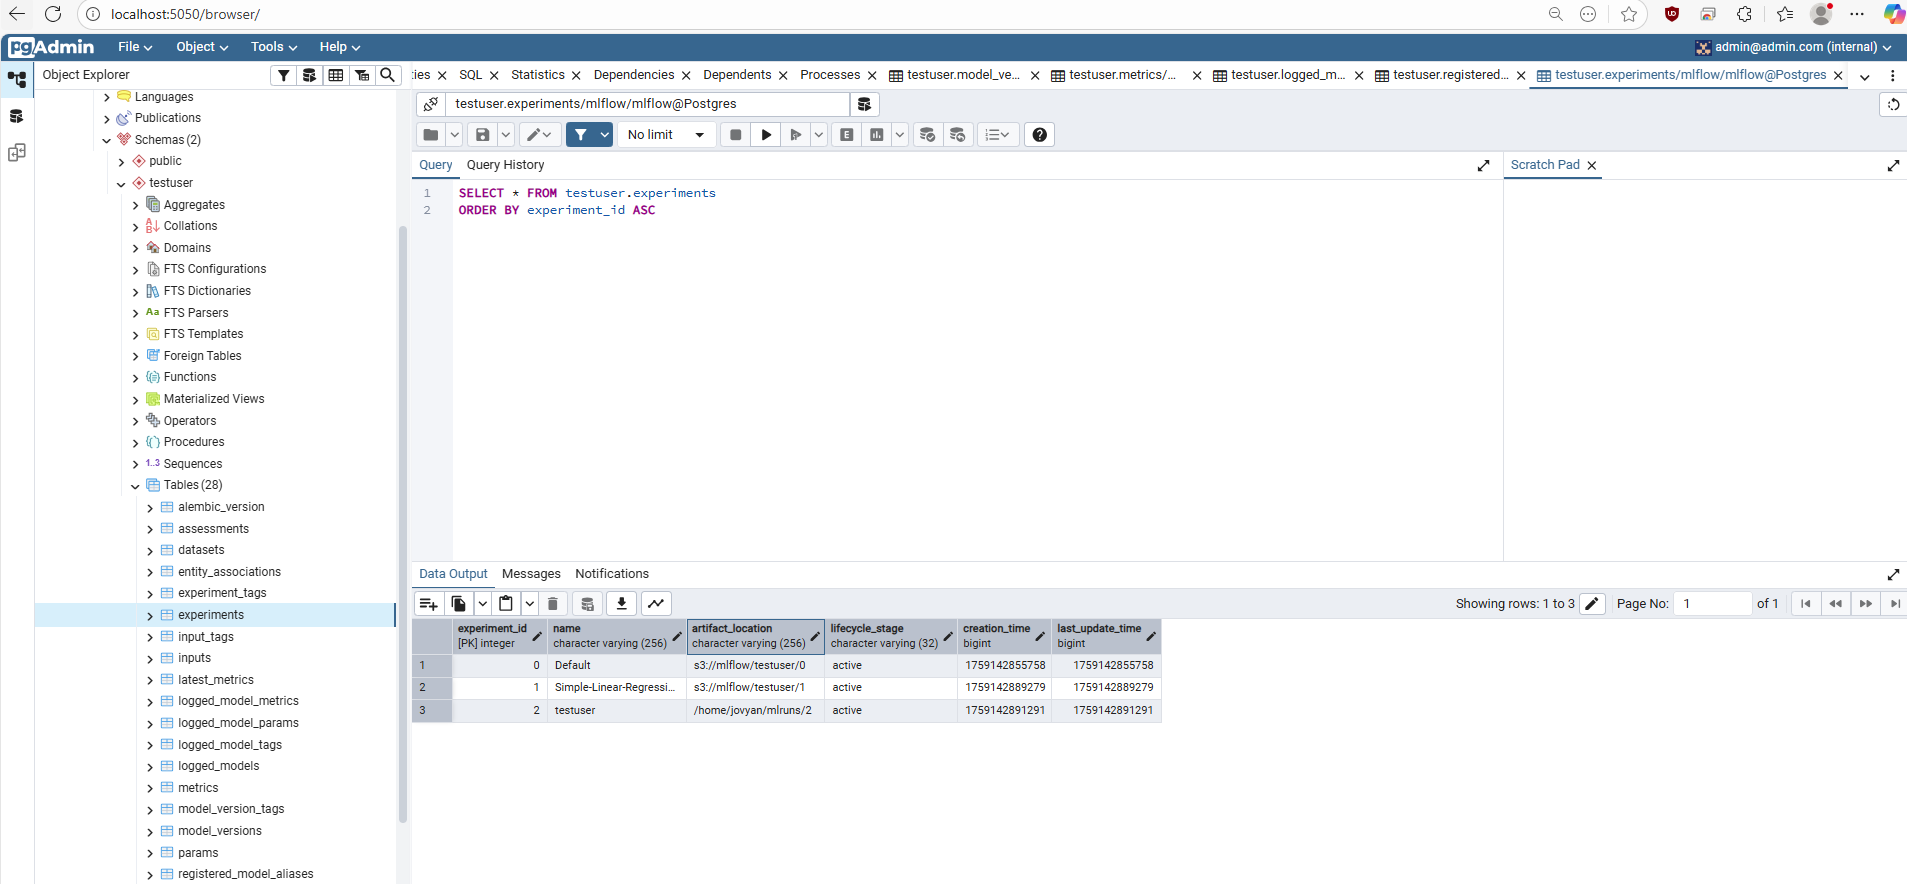 localhost:5050/browser/
pgAdmin File Object Tools Help admin@admin.com (internal)
Object Explorer
ies SQL Statistics Dependencies Dependents Processes testuser.model_ve... testuser.metrics/... testuser.logged_m... testuser.registered... testuser.experiments/mlflow/mlflow@Postgres
Languages
Publications
Schemas (2)
public
testuser
Aggregates
Collations
Domains
FTS Configurations
FTS Dictionaries
Aa FTS Parsers
FTS Templates
Foreign Tables
Functions
Materialized Views
Operators
Procedures
1..3 Sequences
Tables (28)
alembic_version
assessments
datasets
entity_associations
experiment_tags
experiments
input_tags
inputs
latest_metrics
logged_model_metrics
logged_model_params
logged_model_tags
logged_models
metrics
model_version_tags
model_versions
params
registered_model_aliases
testuser.experiments/mlflow/mlflow@Postgres
No limit E
Query Query History
Scratch Pad
1 SELECT * FROM testuser.experiments
2 ORDER BY experiment_id ASC
Data Output Messages Notifications
Showing rows: 1 to 3 Page No: 1 of 1
experiment_id name artifact_location lifecycle_stage creation_time last_update_time
[PK] integer character varying (256) character varying (256) character varying (32) bigint bigint
1 0 Default s3://mlflow/testuser/0 active 1759142855758 1759142855758
2 1 Simple-Linear-Regressi... s3://mlflow/testuser/1 active 1759142889279 1759142889279
3 2 testuser /home/jovyan/mlruns/2 active 1759142891291 1759142891291